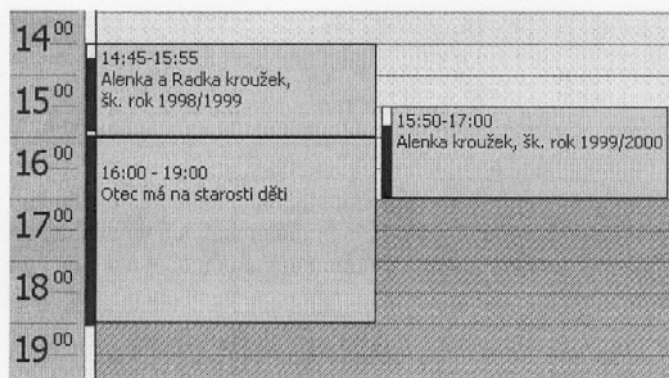 14 00
15 00
16 00
17 00
18 00
19 00
14:45-15:55
Alenka a Radka kroužek,
šk. rok 1998/1999
16:00 - 19:00
Otec má na starosti děti
15:50-17:00
Alenka kroužek, šk. rok 1999/2000